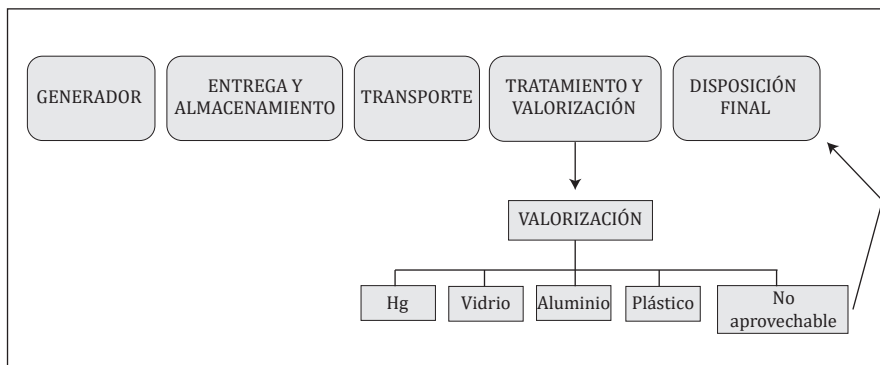 GENERADOR
ENTREGA Y
ALMACENAMIENTO
TRANSPORTE
TRATAMIENTO Y
VALORIZACIÓN
DISPOSICIÓN
FINAL
VALORIZACIÓN
Hg
Vidrio
Aluminio
Plástico
No
aprovechable